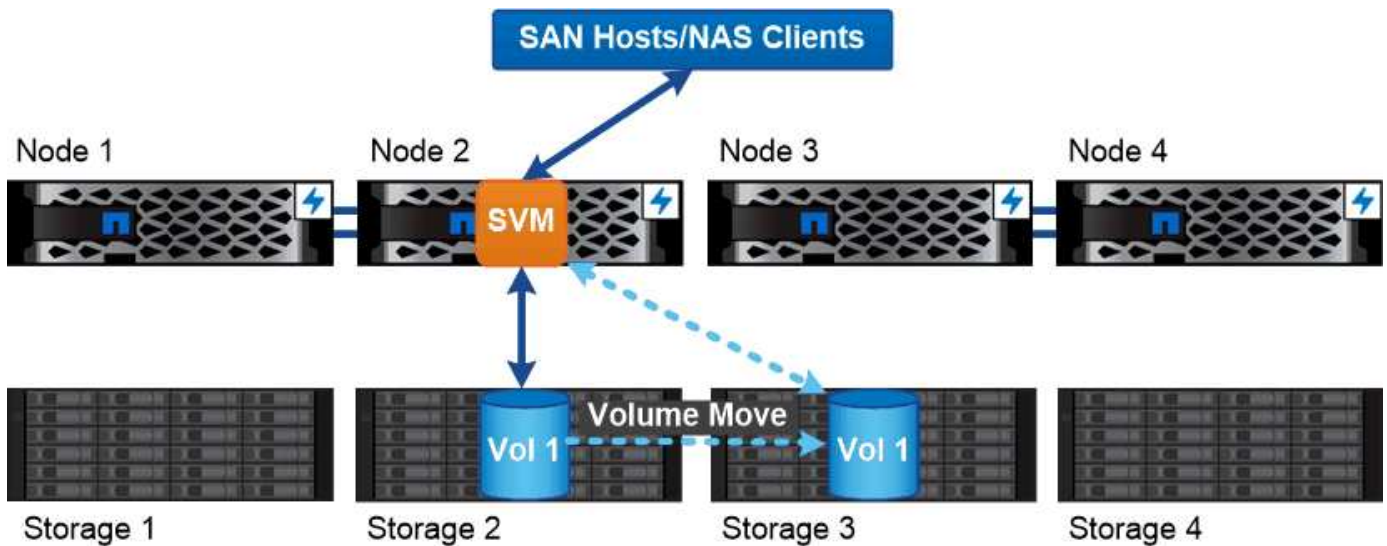 SAN Hosts/NAS Clients
Node 1
Node 2
Node 3
Node 4
SVM
Volume Move
Vol 1
Vol 1
Storage 1
Storage 2
Storage 3
Storage 4